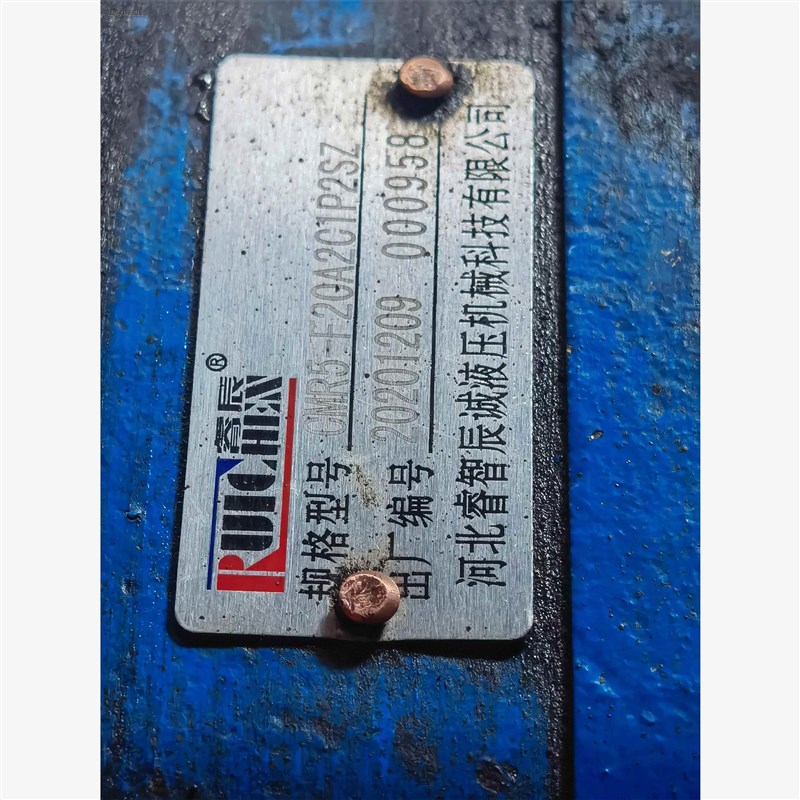 睿辰®
RUICHEN
规格型号 CMR5-F20A2C1P2SZ
出厂编号 20201209 000958
河北睿智辰诚液压机械科技有限公司